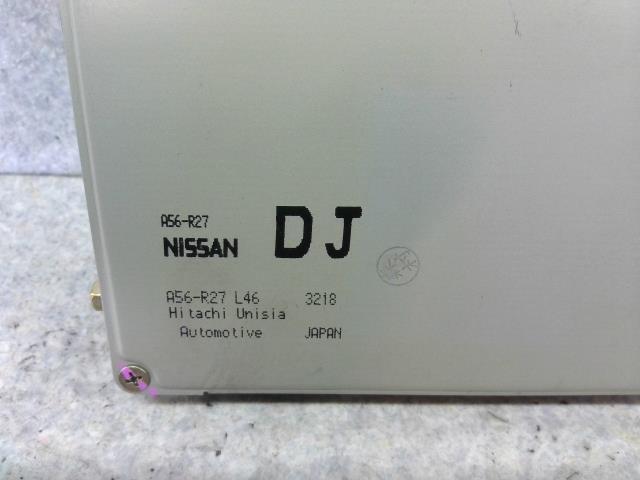 A56-R27
NISSAN DJ
A56-R27 L46 3218
Hitachi Unisia
Automotive JAPAN